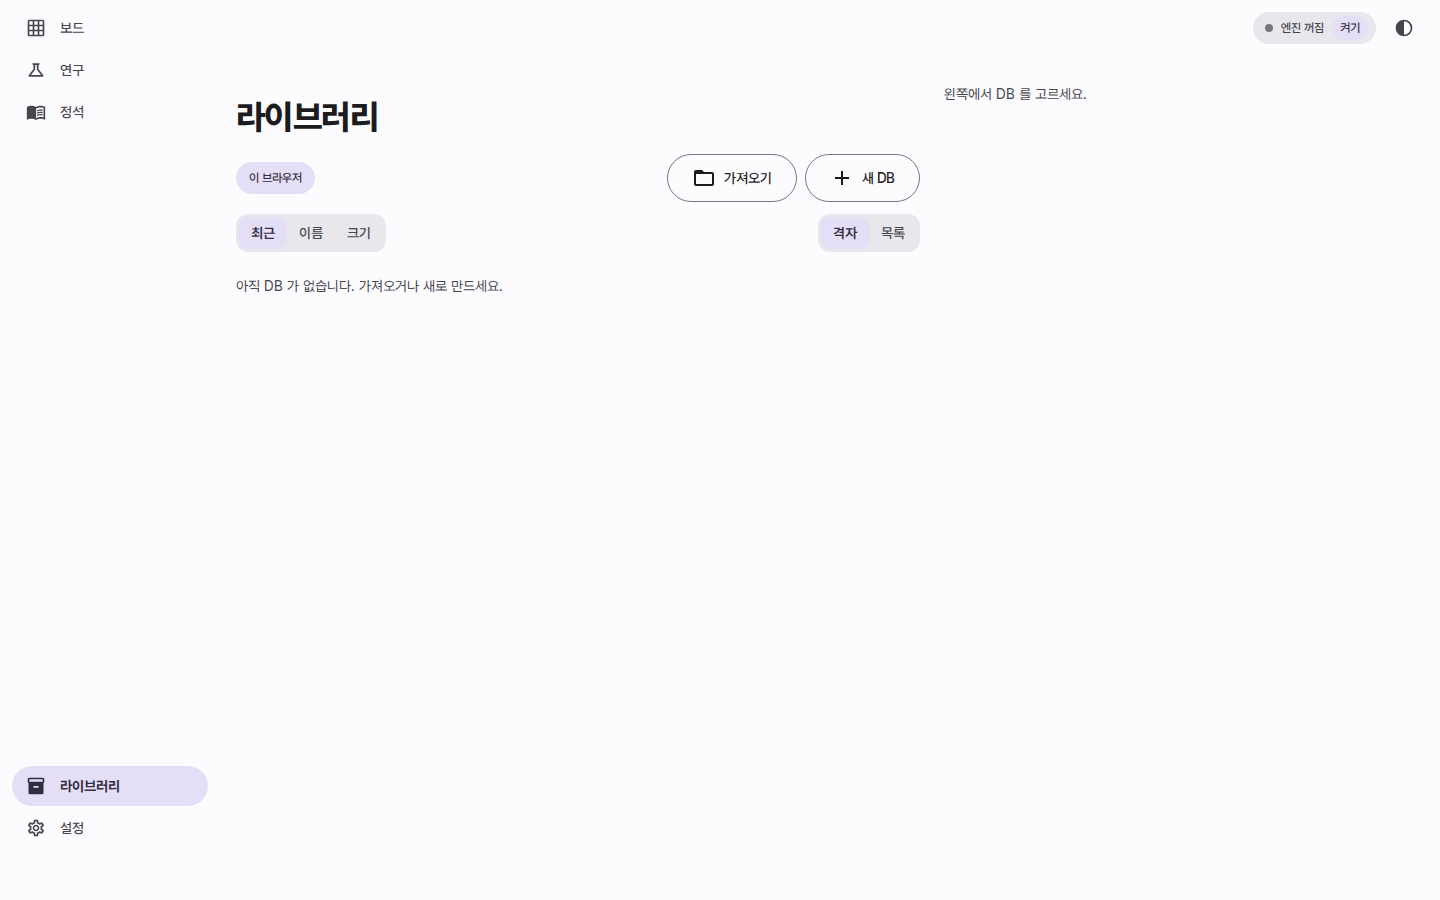 보드
연구
정석
라이브러리
설정
엔진 꺼짐 켜기
라이브러리
이 브라우저
가져오기
새 DB
최근 이름 크기
격자 목록
아직 DB 가 없습니다. 가져오거나 새로 만드세요.
왼쪽에서 DB 를 고르세요.